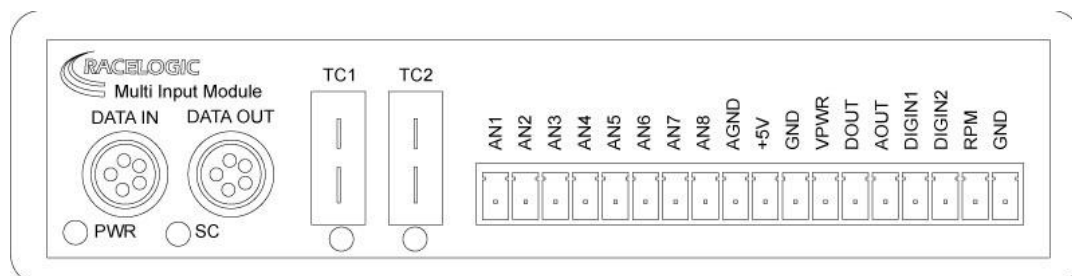 RACELOGIC
Multi Input Module
DATA IN DATA OUT
PWR SC
TC1 TC2
AN1 AN2 AN3 AN4 AN5 AN6 AN7 AN8 AGND +5V GND VPWR DOUT AOUT DIGIN1 DIGIN2 RPM GND